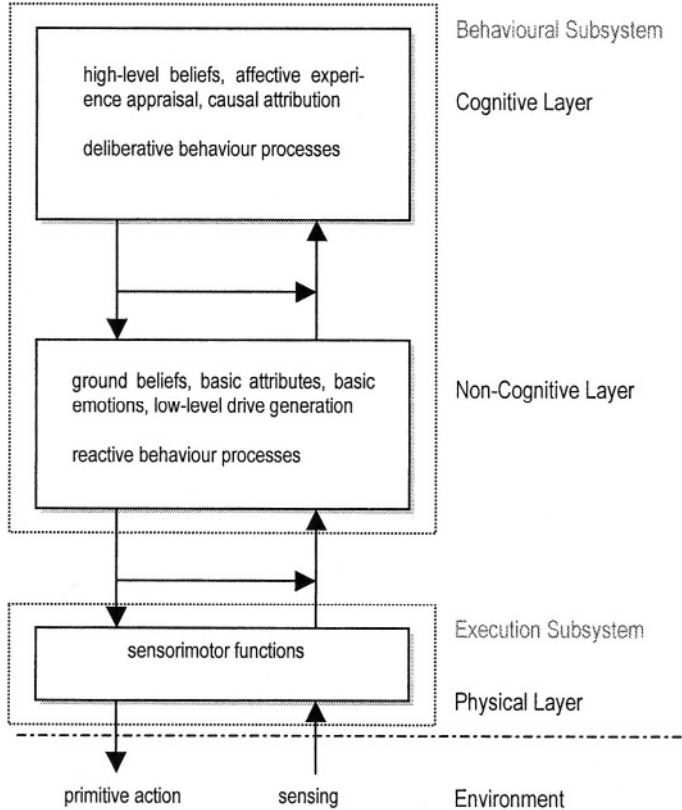 Behavioural Subsystem
high-level beliefs, affective experi-
ence appraisal, causal attribution
Cognitive Layer
deliberative behaviour processes
ground beliefs, basic attributes, basic
emotions, low-level drive generation
Non-Cognitive Layer
reactive behaviour processes
Execution Subsystem
sensorimotor functions
Physical Layer
primitive action
sensing
Environment